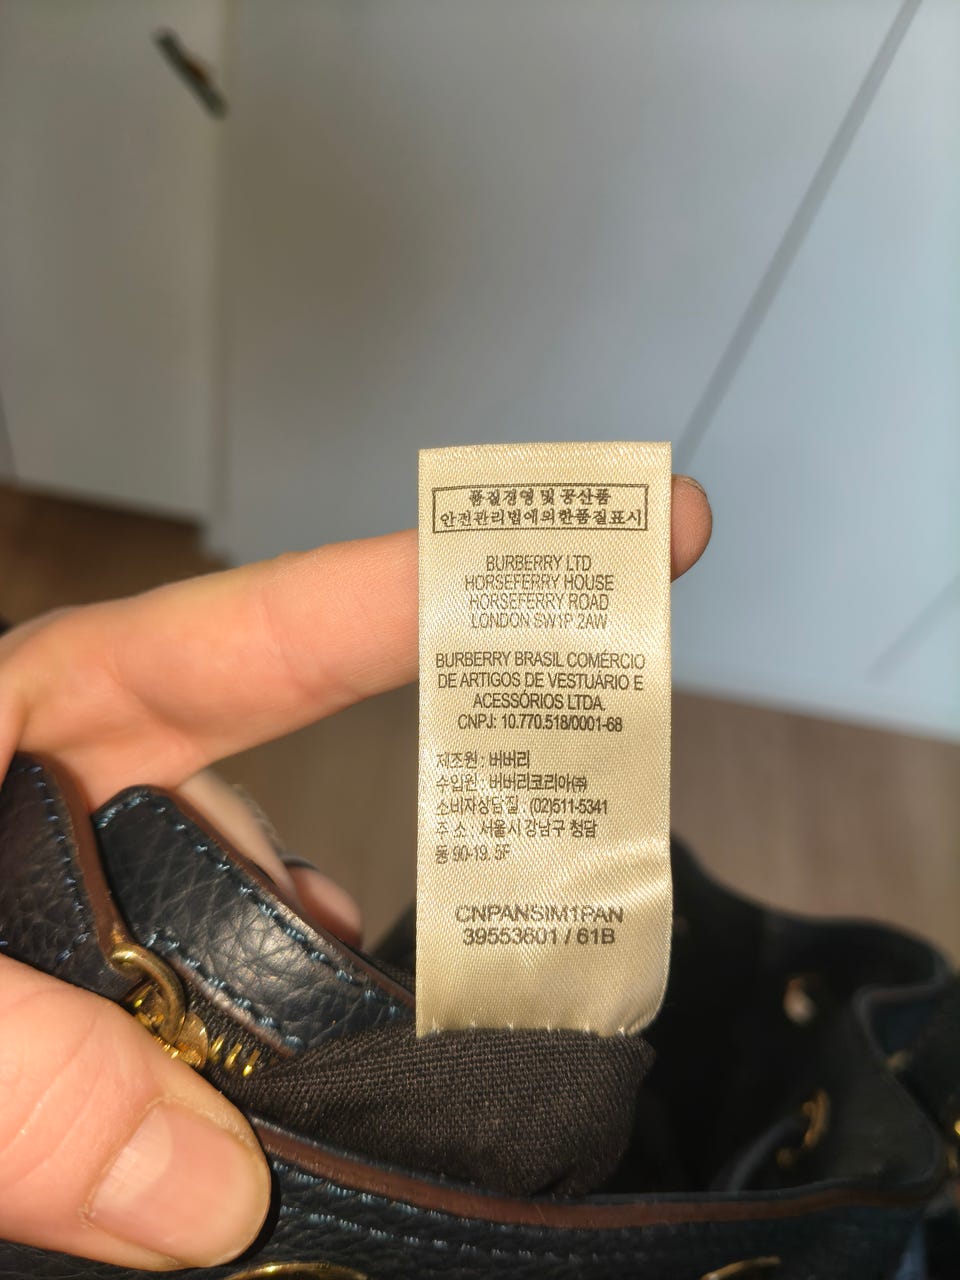 품질경영 및 공산품
안전관리법에의한품질표시
BURBERRY LTD
HORSEFERRY HOUSE
HORSEFERRY ROAD
LONDON SW1P 2AW
BURBERRY BRASIL COMÉRCIO
DE ARTIGOS DE VESTUÁRIO E
ACESSÓRIOS LTDA.
CNPJ: 10.770.518/0001-68
제조원 : 버버리
수입원 : 버버리코리아㈜
소비자상담실 : (02)511-5341
주 소 : 서울시 강남구 청담
동 90-19. 5F
CNPANSIM1PAN
39553601 / 61B